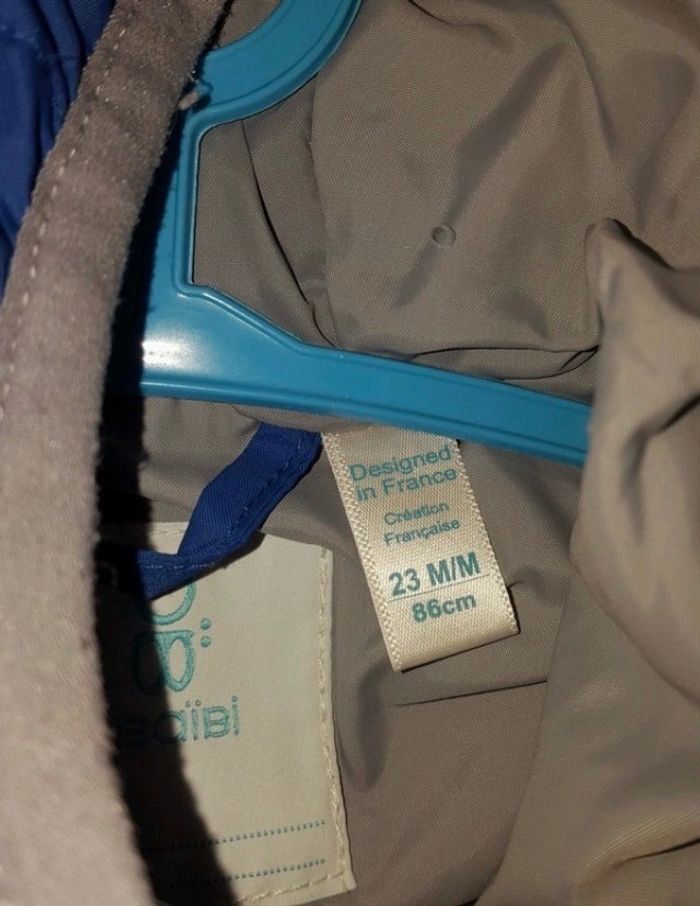 Designed
in France
Création
Française
23 M/M
86cm